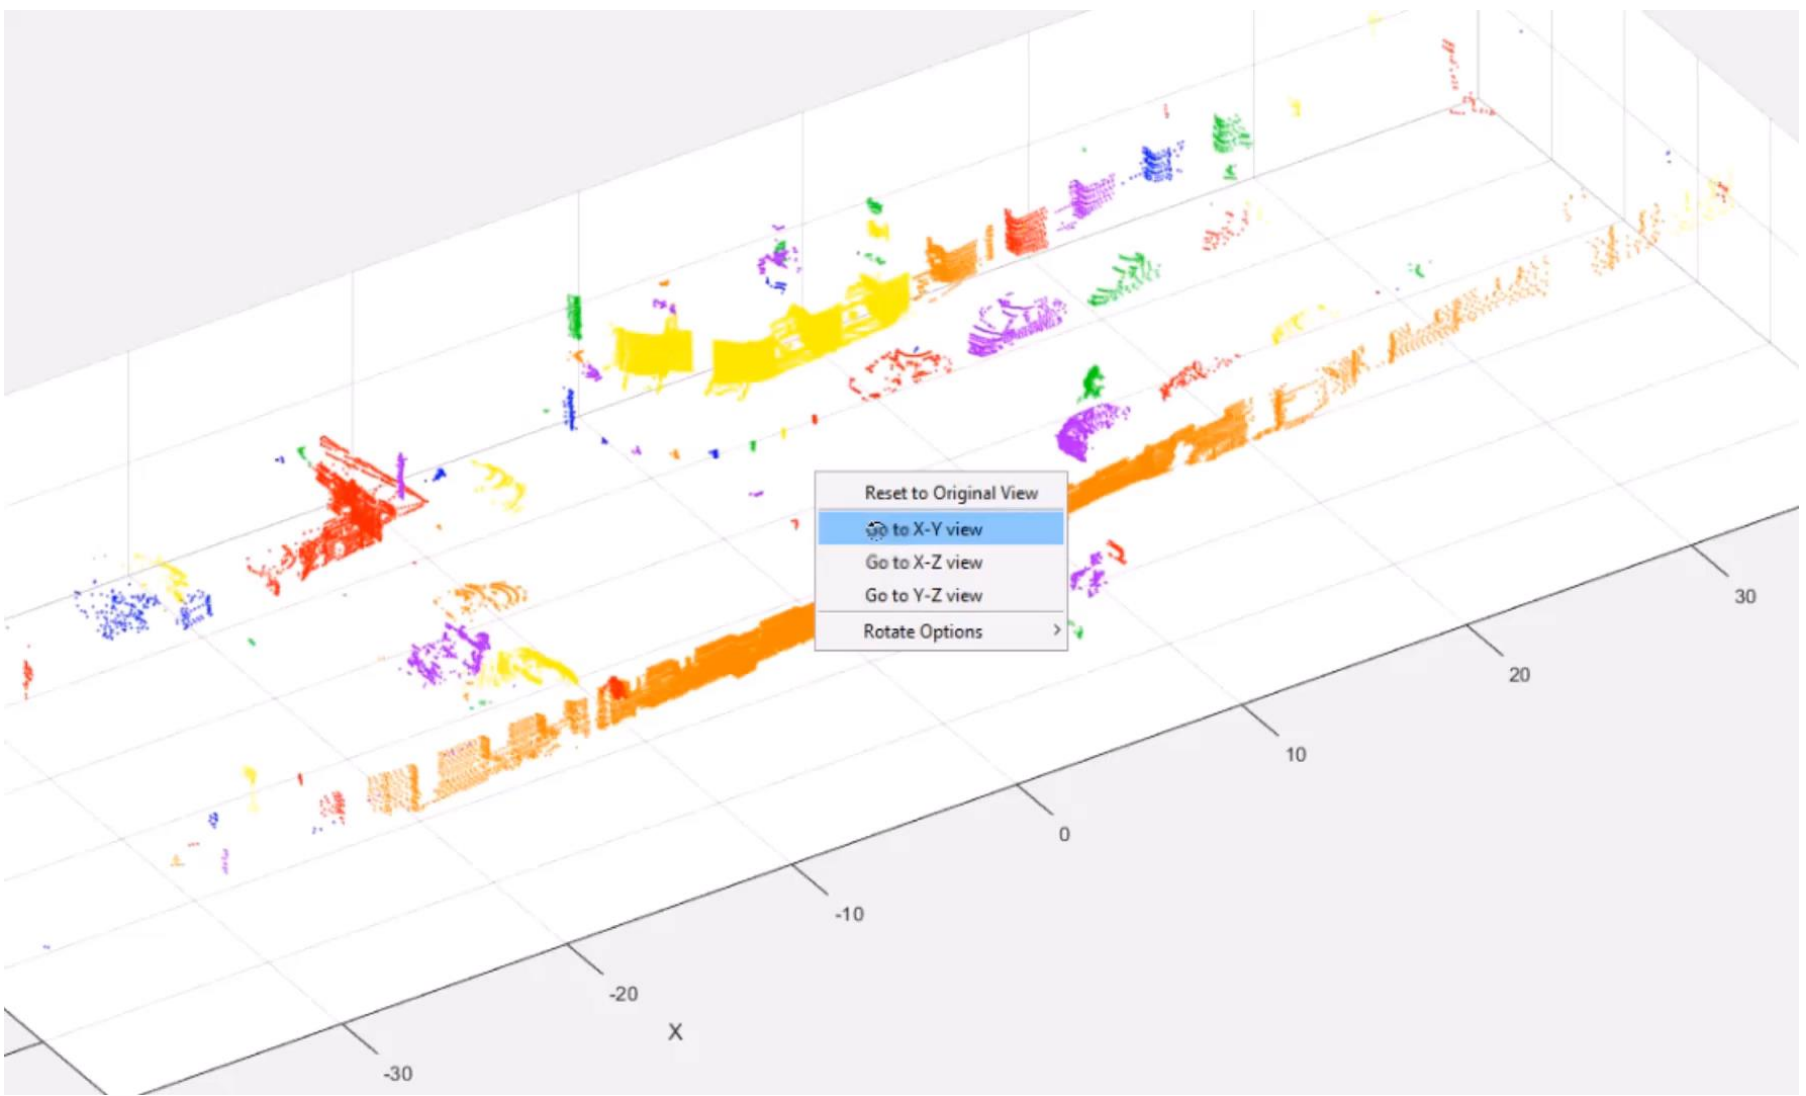 Reset to Original View
Go to X-Y view
Go to X-Z view
Go to Y-Z view
Rotate Options
30
20
10
0
-10
-20
X
-30